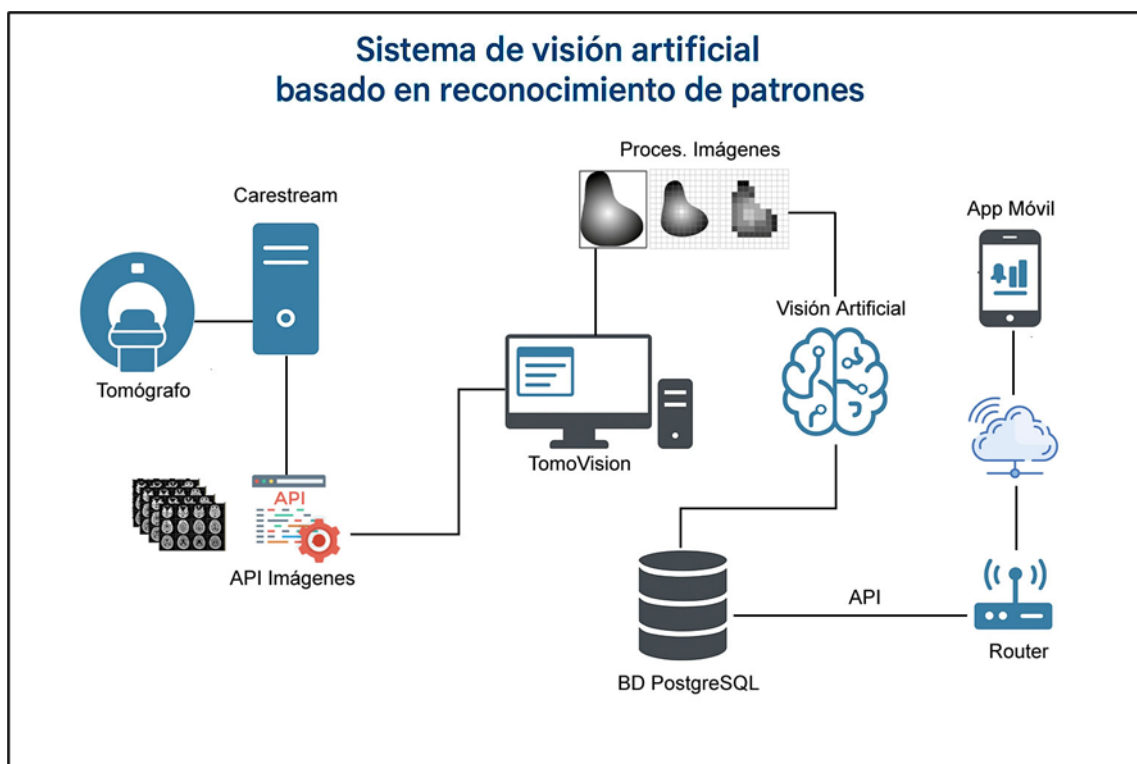 Sistema de visión artificial
basado en reconocimiento de patrones
Proces. Imágenes
Carestream
App Móvil
Visión Artificial
Tomógrafo
TomoVision
API
API Imágenes
API
Router
BD PostgreSQL